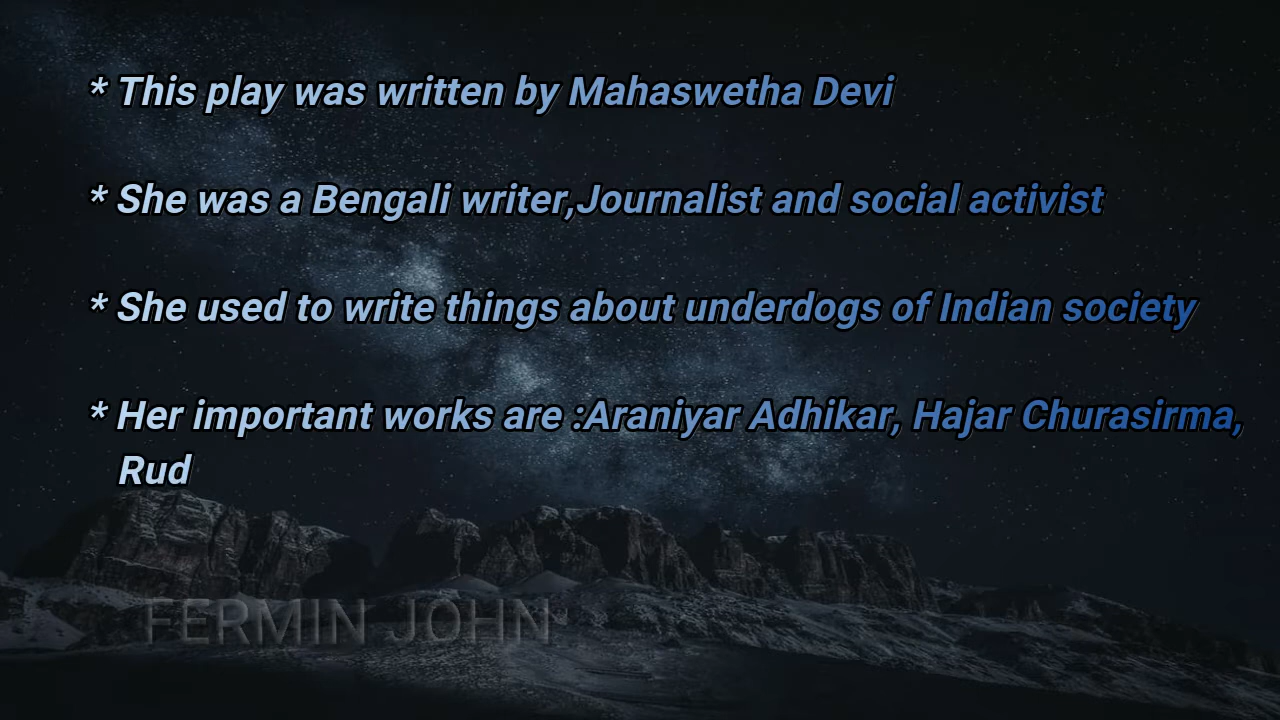 * This play was written by Mahaswetha Devi
* She was a Bengali writer,Journalist and social activist
* She used to write things about underdogs of Indian society
* Her important works are :Araniyar Adhikar, Hajar Churasirma,
Rud
FERMIN JOHN